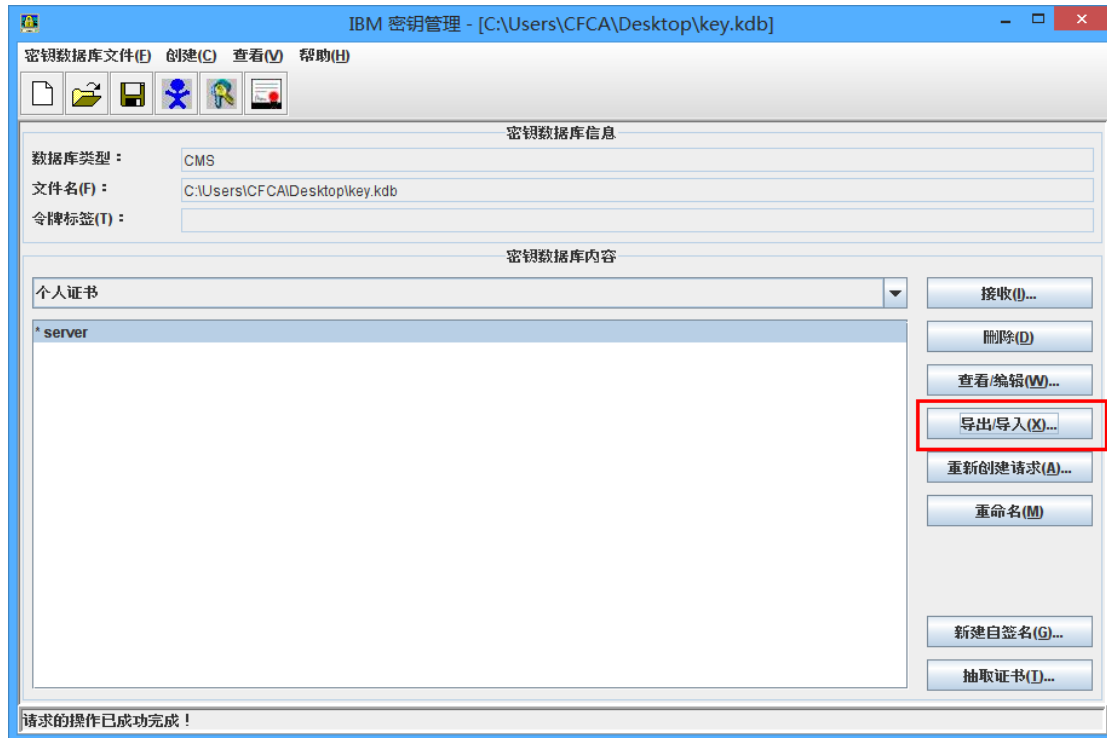 IBM 密钥管理 - [C:\Users\CFCA\Desktop\key.kdb]
密钥数据库文件(F) 创建(C) 查看(V) 帮助(H)
密钥数据库信息
数据库类型：
CMS
文件名(F)：
C:\Users\CFCA\Desktop\key.kdb
令牌标签(T)：
密钥数据库内容
个人证书
* server
接收(I)...
删除(D)
查看/编辑(W)...
导出/导入(X)...
重新创建请求(A)...
重命名(M)
新建自签名(G)...
抽取证书(T)...
请求的操作已成功完成！